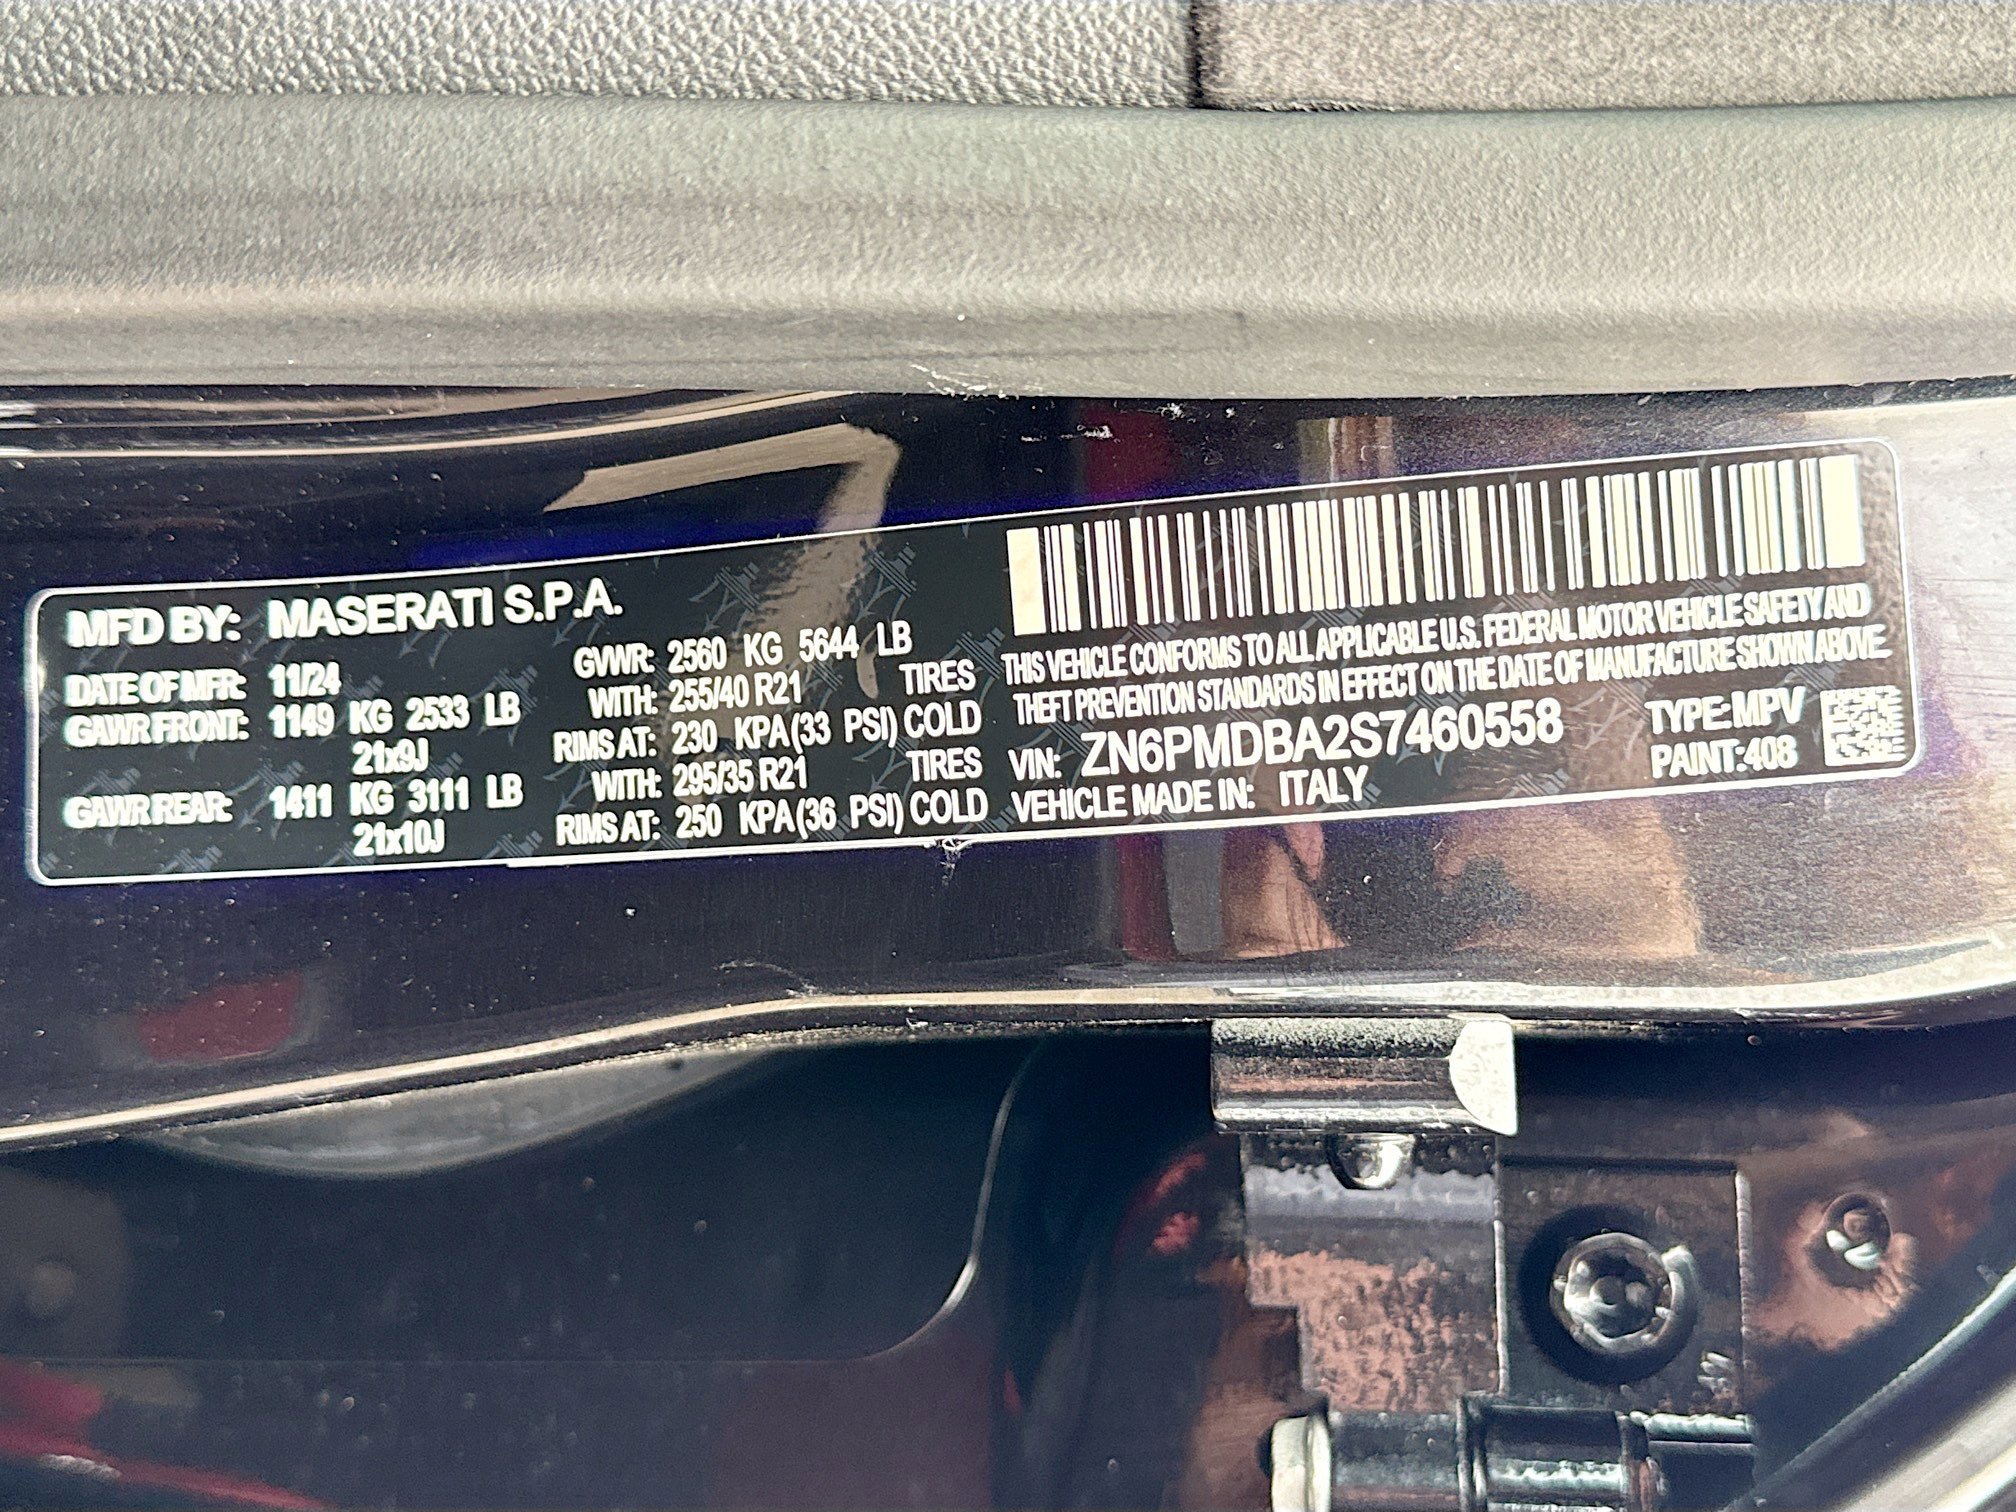 MFD BY: MASERATI S.P.A.
DATE OF MFR: 11/24
GAWR FRONT: 1149 KG 2533 LB
21x9J
GAWR REAR: 1411 KG 3111 LB
21x10J
GVWR: 2560 KG 5644 LB
WITH: 255/40 R21 TIRES
RIMS AT: 230 KPA(33 PSI) COLD
WITH: 295/35 R21 TIRES
RIMS AT: 250 KPA(36 PSI) COLD
THIS VEHICLE CONFORMS TO ALL APPLICABLE U.S. FEDERAL MOTOR VEHICLE SAFETY AND
THEFT PREVENTION STANDARDS IN EFFECT ON THE DATE OF MANUFACTURE SHOWN ABOVE.
VIN: ZN6PMDBA2S7460558
TYPE:MPV
VEHICLE MADE IN: ITALY
PAINT:408